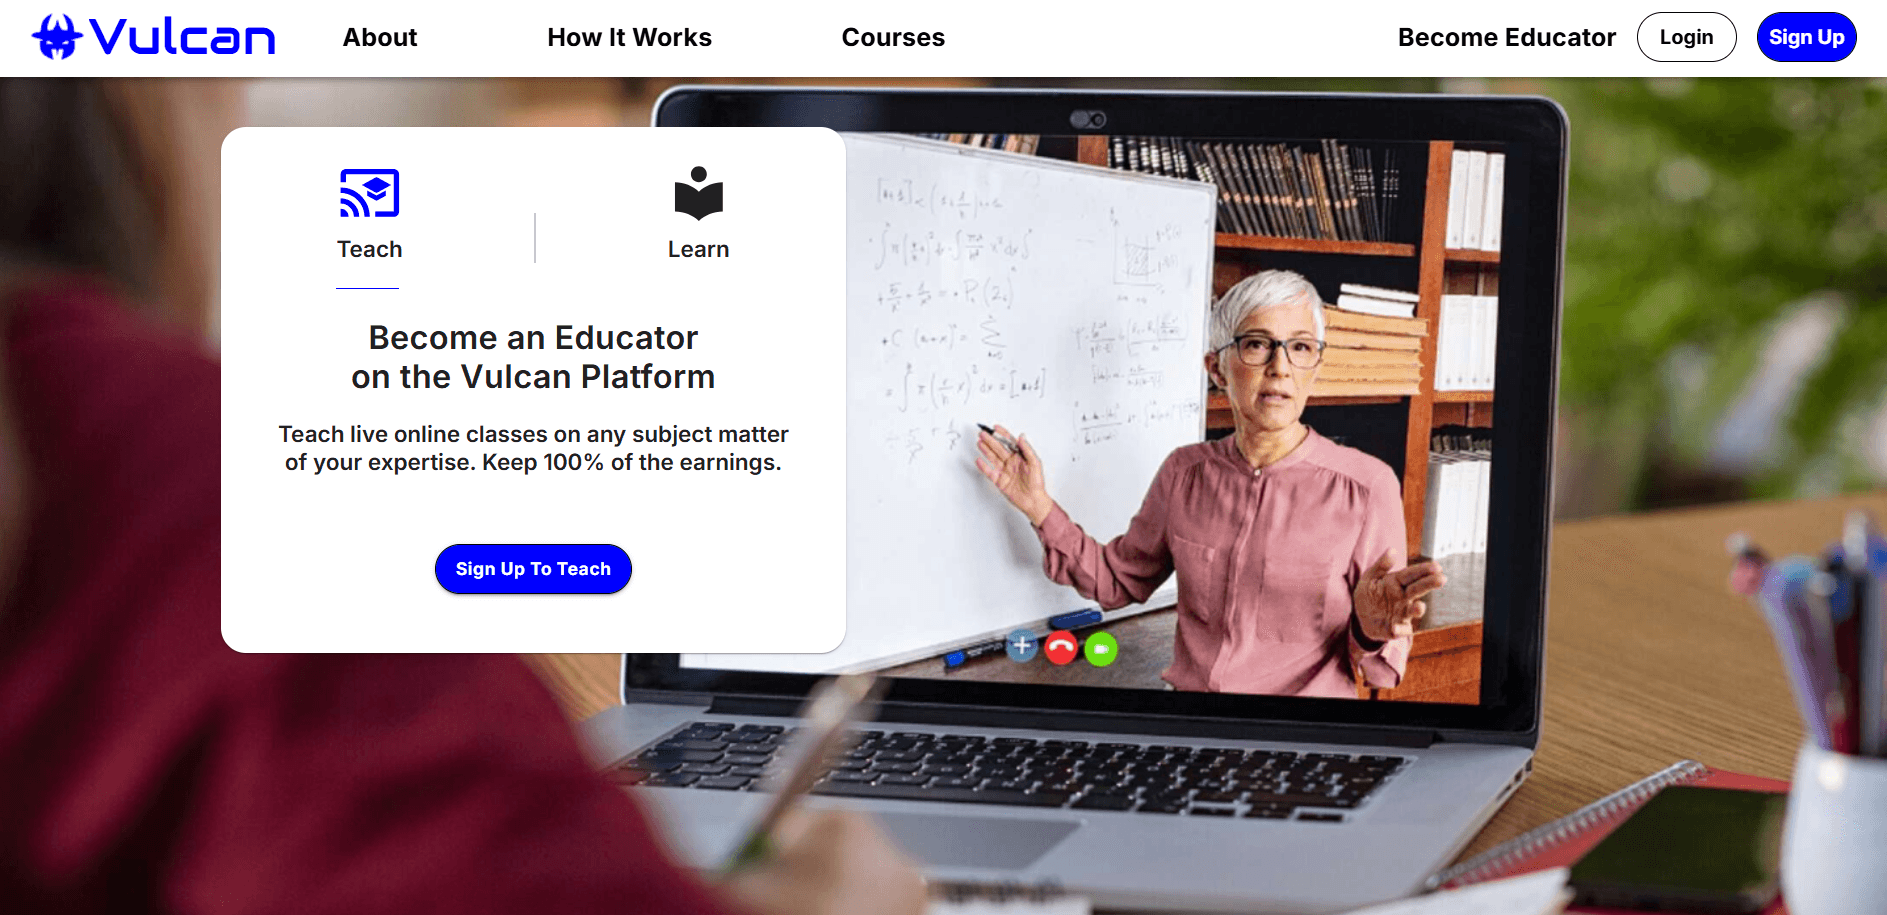 Vulcan
About
How It Works
Courses
Become Educator
Login
Sign Up
Teach
Learn
Become an Educator
on the Vulcan Platform
Teach live online classes on any subject matter
of your expertise. Keep 100% of the earnings.
Sign Up To Teach